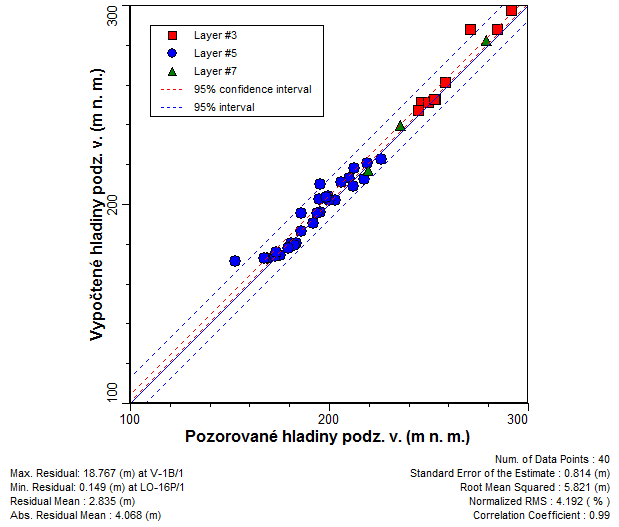 300
200
100
Vypočtené hladiny podz. v. (m n. m.)
Layer #3
Layer #5
Layer #7
95% confidence interval
95% interval
100
200
300
Pozorované hladiny podz. v. (m n. m.)
Num. of Data Points : 40
Max. Residual: 18.767 (m) at V-1B/1
Standard Error of the Estimate : 0.814 (m)
Min. Residual: 0.149 (m) at LO-16P/1
Root Mean Squared : 5.821 (m)
Residual Mean : 2.835 (m)
Normalized RMS : 4.192 ( % )
Abs. Residual Mean : 4.068 (m)
Correlation Coefficient : 0.99